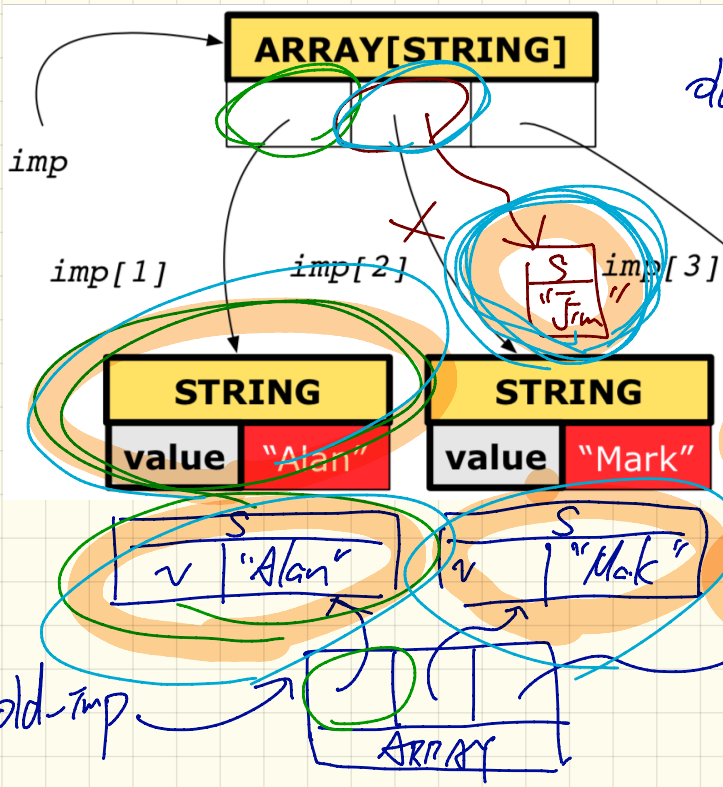 ARRAY[STRING]
imp
imp[1]
imp[2]
imp[3]
S
"Jim"
STRING
value "Alan"
STRING
value "Mark"
S
v "Alan"
S
v "Mak"
old-imp
ARRAY